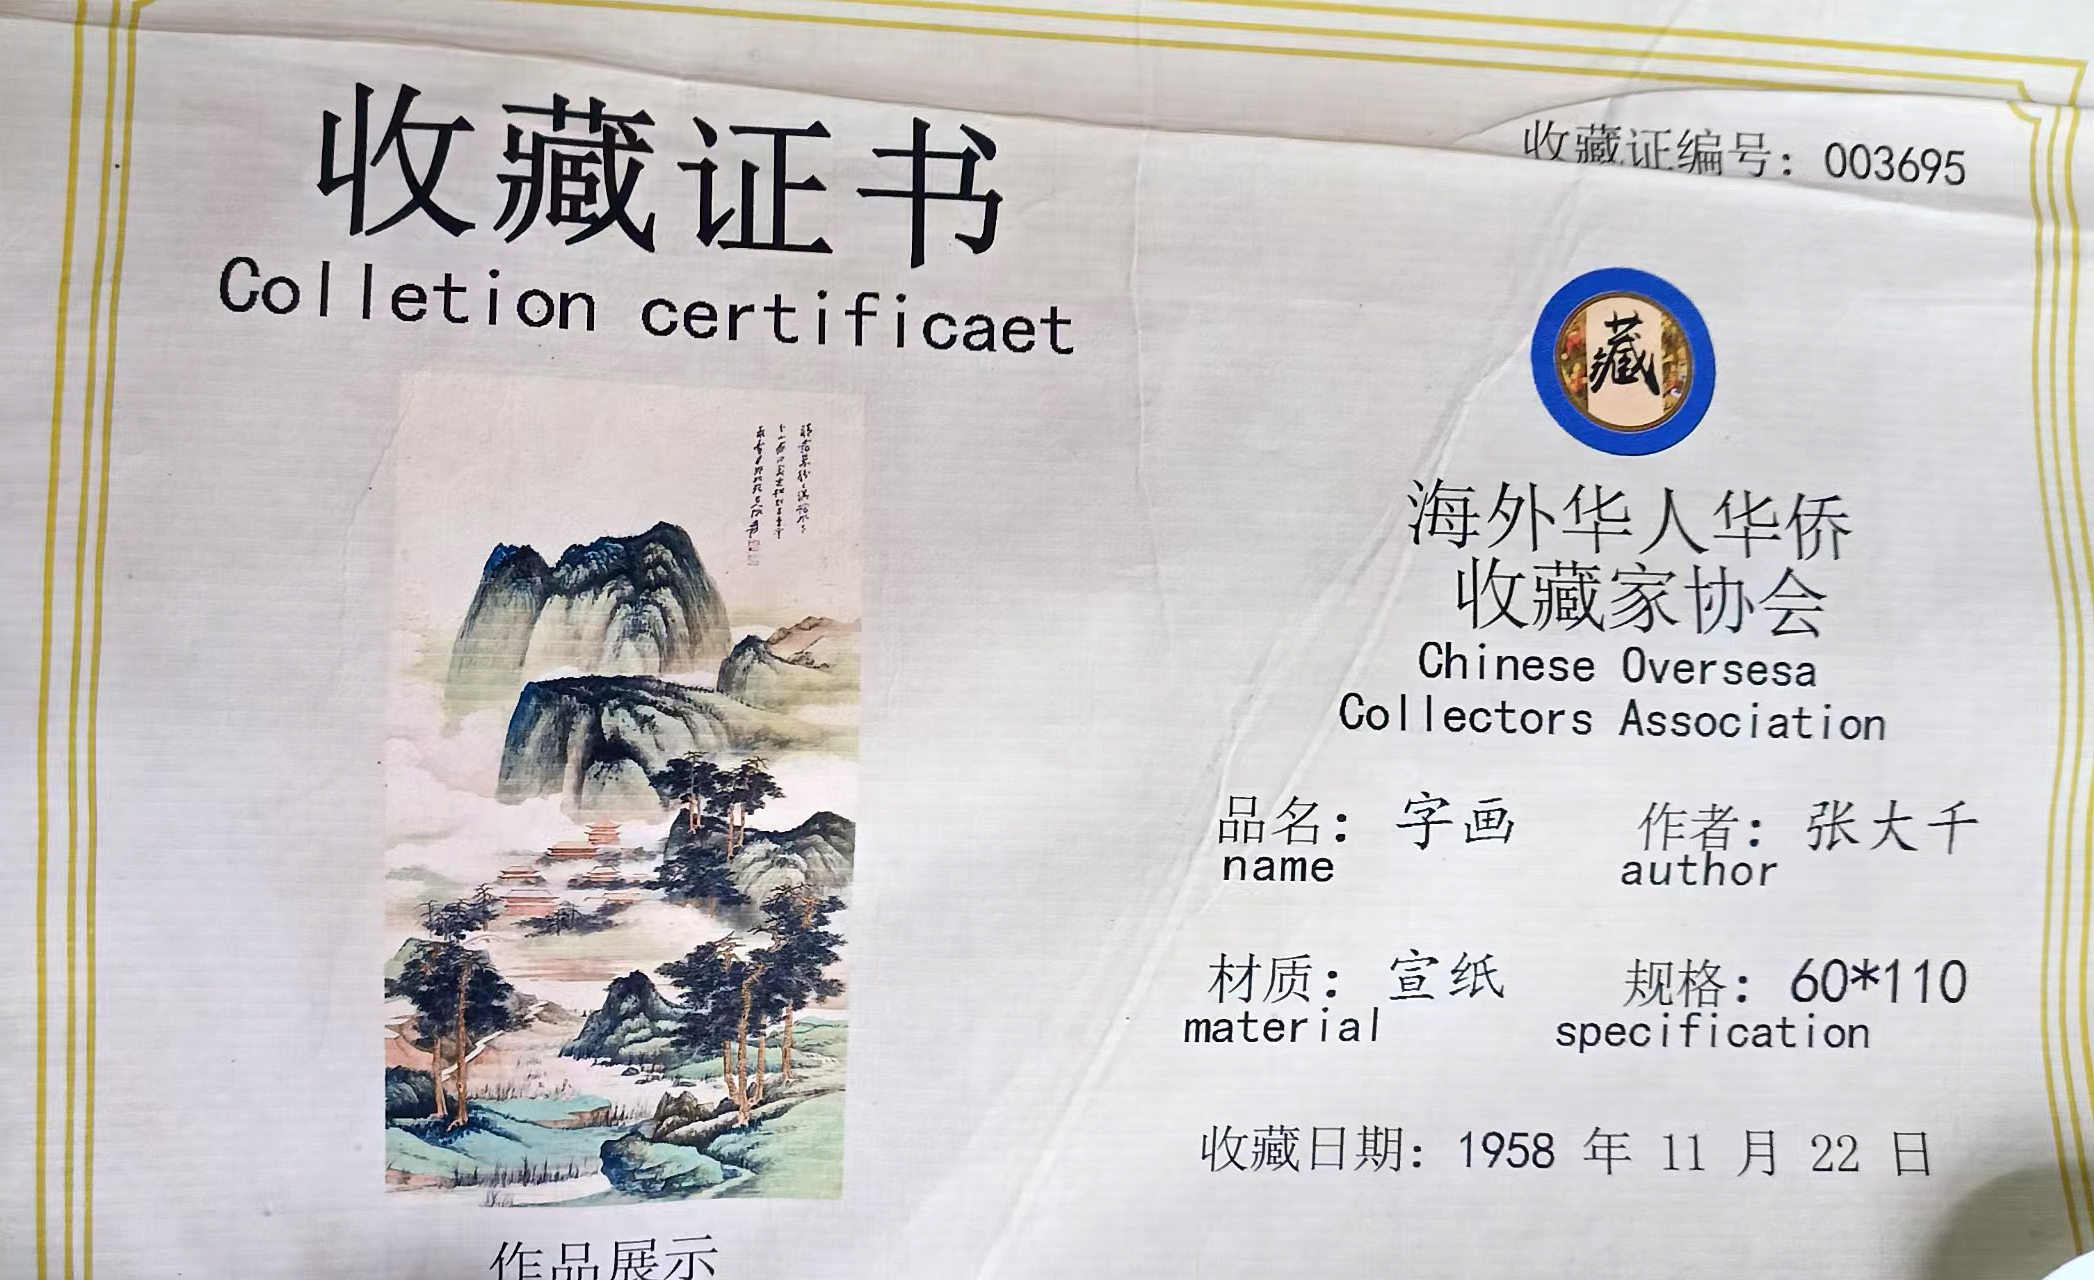 收藏证书
Colletion certificaet
收藏证编号：003695
藏
海外华人华侨
收藏家协会
Chinese Oversesa
Collectors Association
品名：字画 作者：张大千
name author
材质：宣纸 规格：60*110
material specification
收藏日期：1958 年 11 月 22 日
作品展示